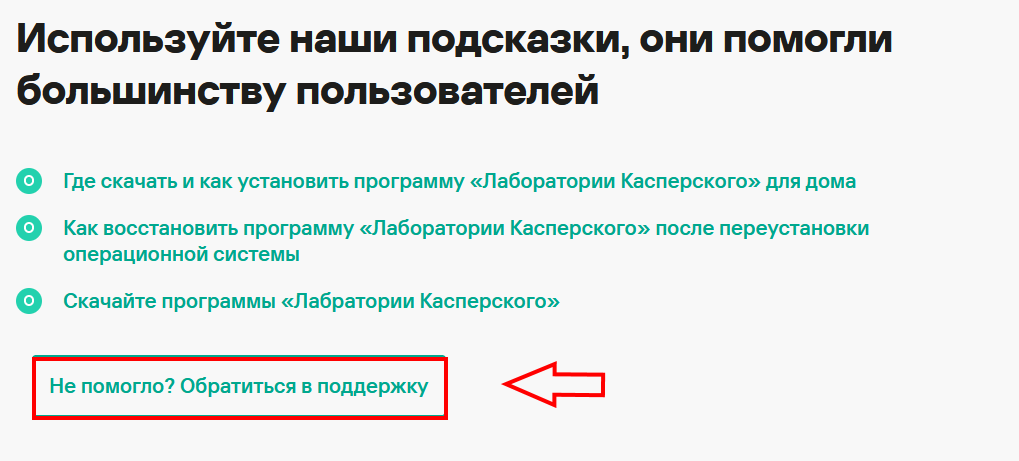 Используйте наши подсказки, они помогли
большинству пользователей
Где скачать и как установить программу «Лаборатории Касперского» для дома
Как восстановить программу «Лаборатории Касперского» после переустановки
операционной системы
Скачайте программы «Лабратории Касперского»
Не помогло? Обратиться в поддержку